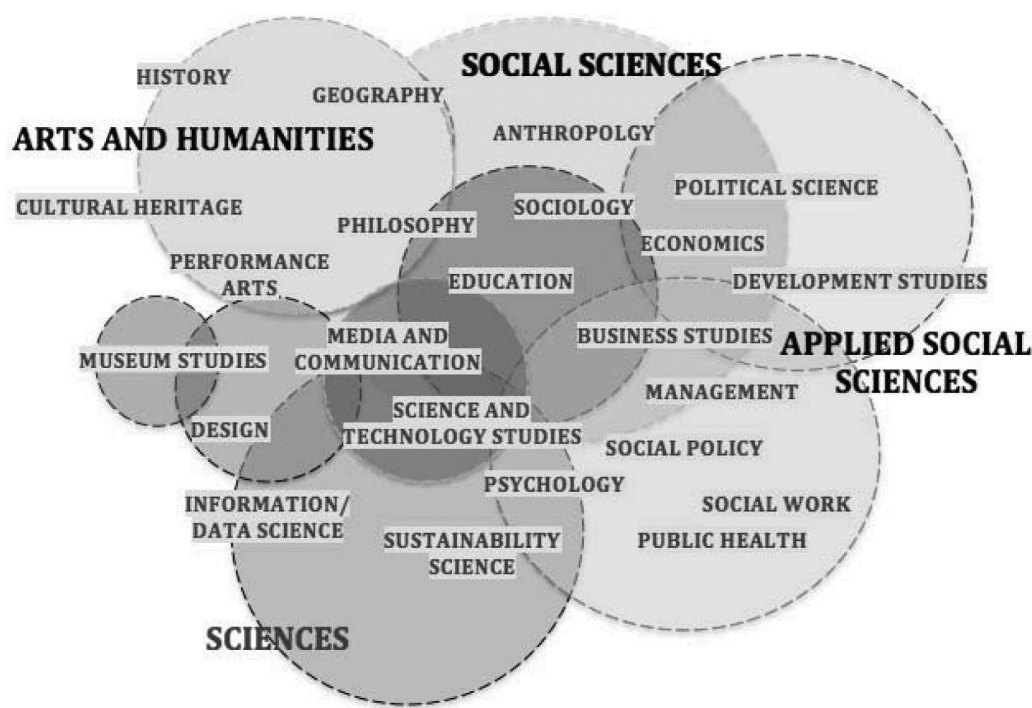 SOCIAL SCIENCES
HISTORY
GEOGRAPHY
ARTS AND HUMANITIES
ANTHROPOLGY
POLITICAL SCIENCE
CULTURAL HERITAGE
SOCIOLOGY
PHILOSOPHY
ECONOMICS
PERFORMANCE
ARTS
EDUCATION
DEVELOPMENT STUDIES
MEDIA AND
COMMUNICATION
BUSINESS STUDIES
APPLIED SOCIAL
SCIENCES
MUSEUM STUDIES
MANAGEMENT
SCIENCE AND
TECHNOLOGY STUDIES
DESIGN
SOCIAL POLICY
PSYCHOLOGY
INFORMATION/
DATA SCIENCE
SOCIAL WORK
SUSTAINABILITY
SCIENCE
PUBLIC HEALTH
SCIENCES